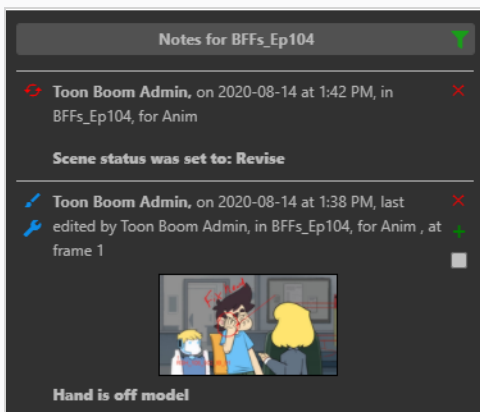 Notes for BFFs_Ep104
Toon Boom Admin, on 2020-08-14 at 1:42 PM, in
BFFs_Ep104, for Anim
Scene status was set to: Revise
Toon Boom Admin, on 2020-08-14 at 1:38 PM, last
edited by Toon Boom Admin, in BFFs_Ep104, for Anim , at
frame 1
Hand is off model